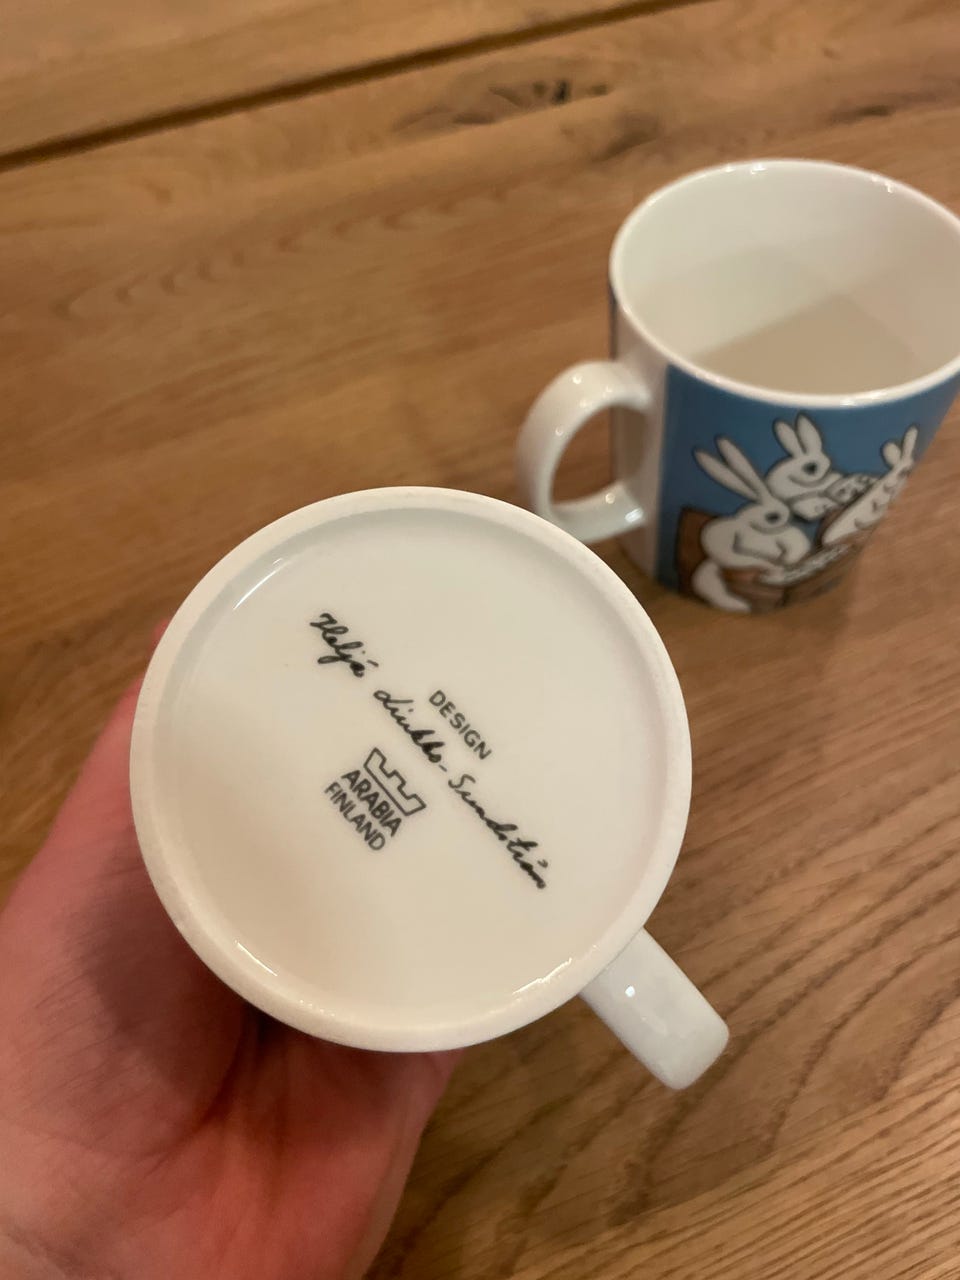 DESIGN
Heljä Liukko-Sundström
ARABIA
FINLAND